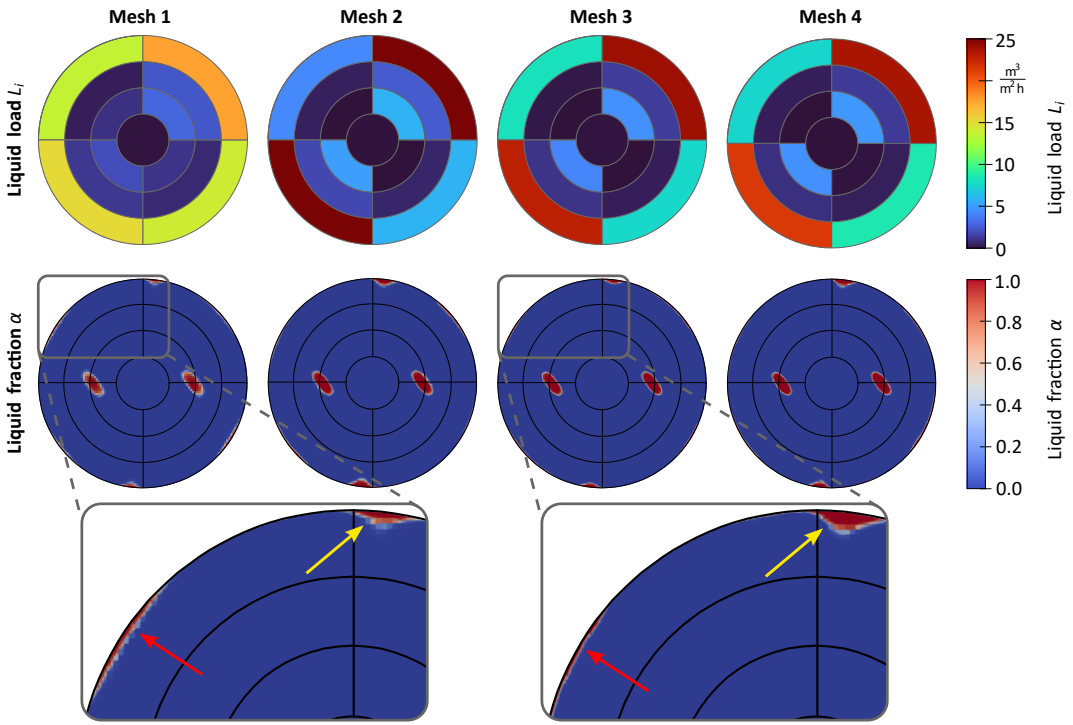 Mesh 1 Mesh 2 Mesh 3 Mesh 4
Liquid load L_i
25
20
15
10
5
0
m³/m² h
Liquid load L_i
Liquid fraction α
1.0
0.8
0.6
0.4
0.2
0.0
Liquid fraction α